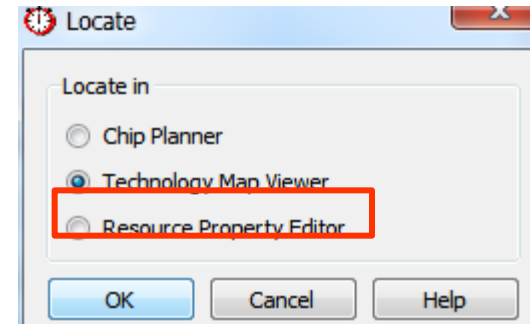 Locate
Locate in
Chip Planner
Technology Map Viewer
Resource Property Editor
OK Cancel Help